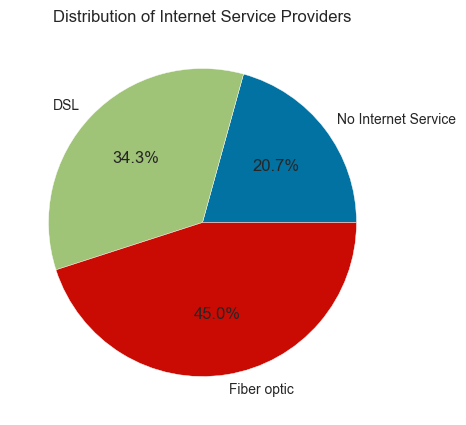 Distribution of Internet Service Providers
DSL
No Internet Service
34.3%
20.7%
45.0%
Fiber optic